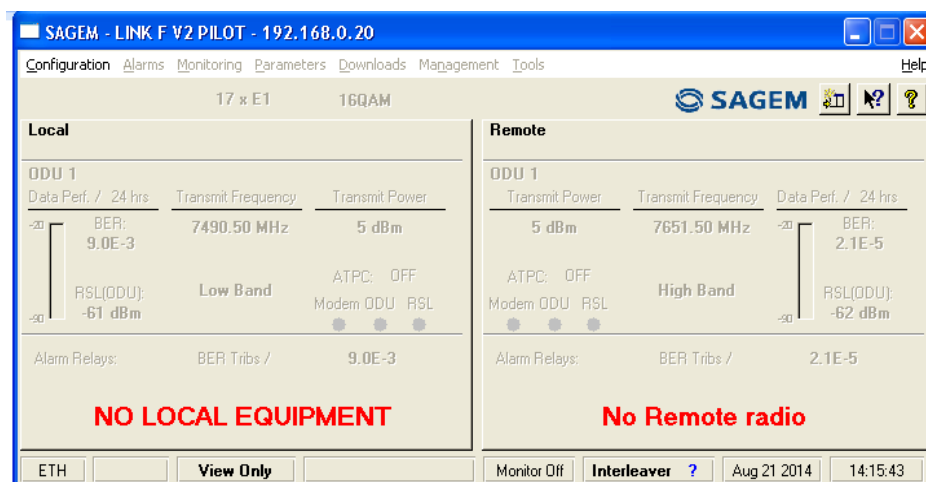 SAGEM - LINK F V2 PILOT - 192.168.0.20
Configuration Alarms Monitoring Parameters Downloads Management Tools Help
17 x E1 16QAM SAGEM
Local
ODU 1
Data Perf. / 24 hrs Transmit Frequency Transmit Power
-20 BER: 7490.50 MHz 5 dBm
9.0E-3
ATPC: OFF
RSL(ODU): Low Band Modem ODU RSL
-90 -61 dBm
Alarm Relays: BER Tribs / 9.0E-3
NO LOCAL EQUIPMENT
Remote
ODU 1
Transmit Power Transmit Frequency Data Perf. / 24 hrs
5 dBm 7651.50 MHz -20 BER:
2.1E-5
ATPC: OFF
Modem ODU RSL High Band RSL(ODU):
-90 -62 dBm
Alarm Relays: BER Tribs / 2.1E-5
No Remote radio
ETH View Only Monitor Off Interleaver ? Aug 21 2014 14:15:43